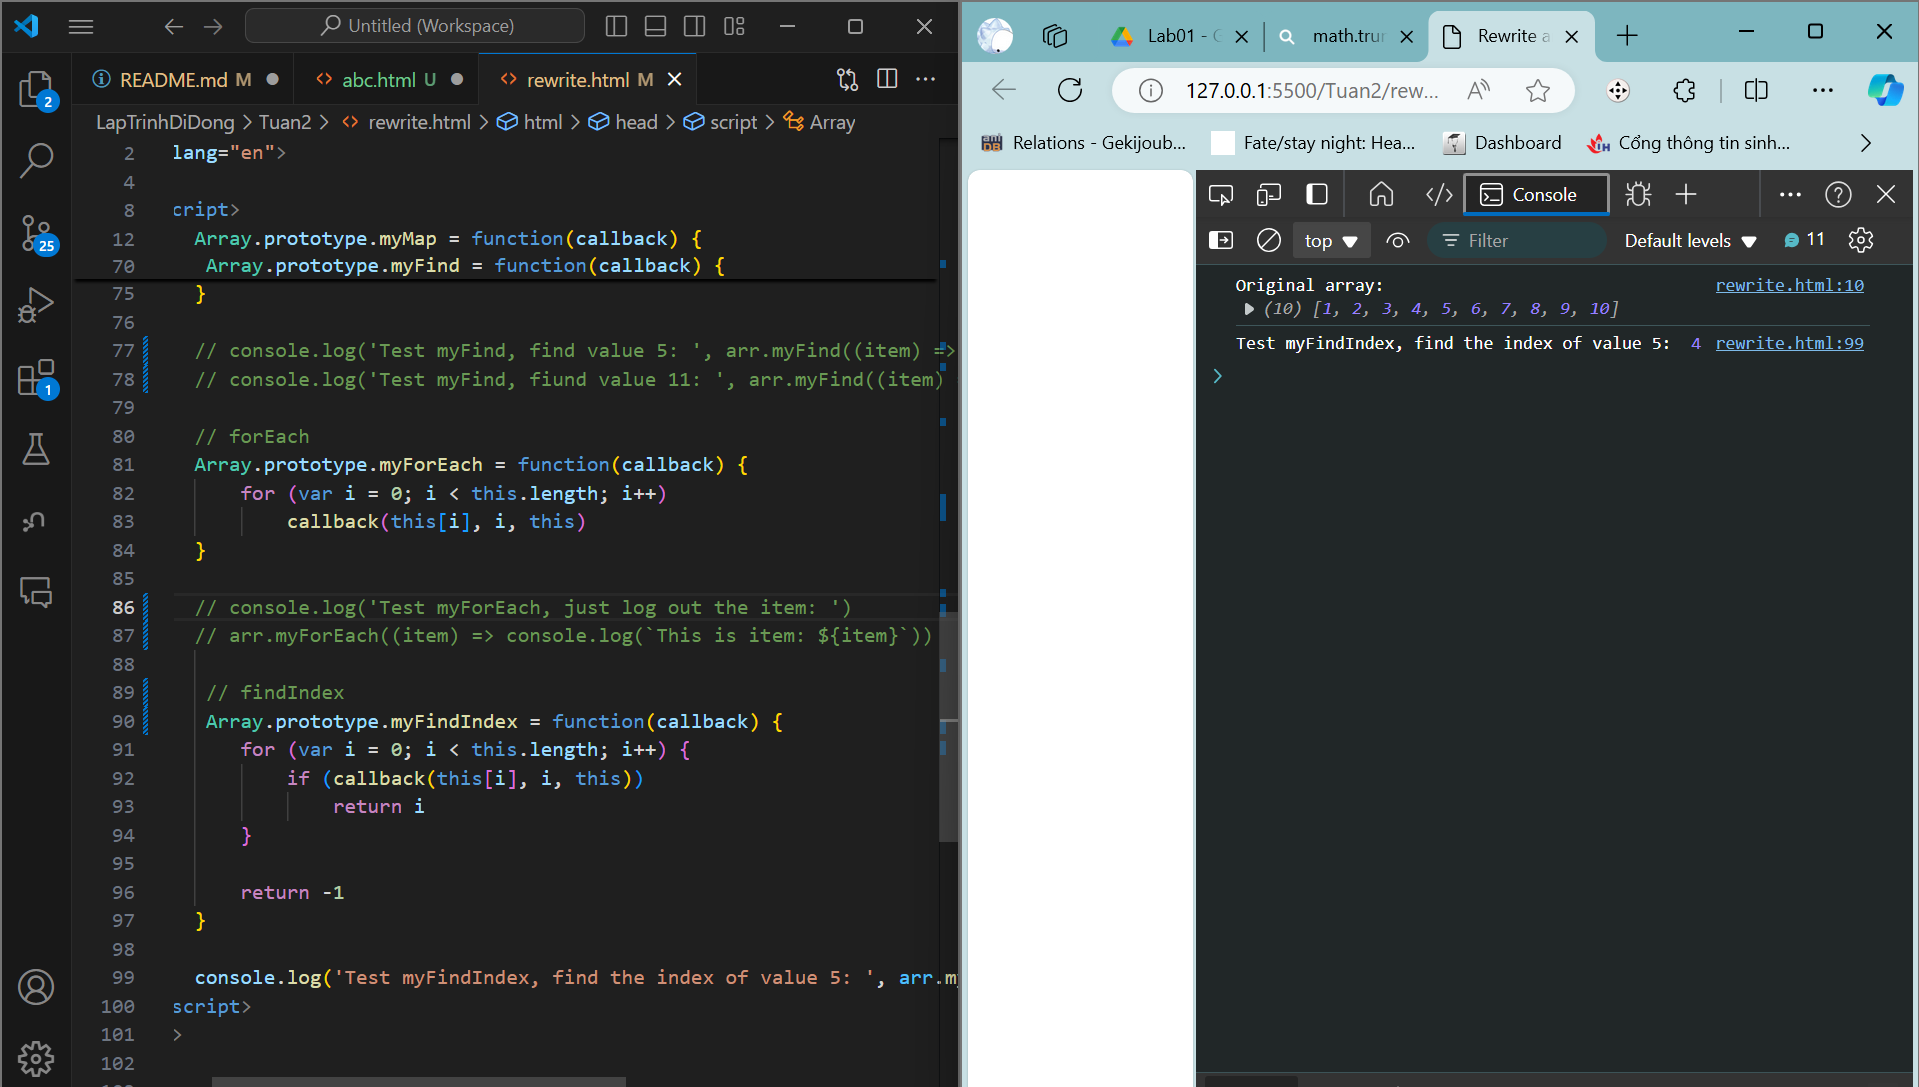 Untitled (Workspace)
README.md M
abc.html U
rewrite.html M
LapTrinhDiDong > Tuan2 > rewrite.html > html > head > script > Array
2 lang="en">
4
8 cript>
12 Array.prototype.myMap = function(callback) {
70 Array.prototype.myFind = function(callback) {
75 }
76
77 // console.log('Test myFind, find value 5: ', arr.myFind((item) =>
78 // console.log('Test myFind, fiund value 11: ', arr.myFind((item)
79
80 // forEach
81 Array.prototype.myForEach = function(callback) {
82 for (var i = 0; i < this.length; i++)
83 callback(this[i], i, this)
84 }
85
86 // console.log('Test myForEach, just log out the item: ')
87 // arr.myForEach((item) => console.log(`This is item: ${item}`))
88
89 // findIndex
90 Array.prototype.myFindIndex = function(callback) {
91 for (var i = 0; i < this.length; i++) {
92 if (callback(this[i], i, this))
93 return i
94 }
95
96 return -1
97 }
98
99 console.log('Test myFindIndex, find the index of value 5: ', arr.my
100 script>
101 >
102
2
25
1
Lab01 - G
math.trun
Rewrite a
127.0.0.1:5500/Tuan2/rew...
Relations - Gekijoub...
Fate/stay night: Hea...
Dashboard
Cổng thông tin sinh...
Console
top
Filter
Default levels
11
Original array: rewrite.html:10
(10) [1, 2, 3, 4, 5, 6, 7, 8, 9, 10]
Test myFindIndex, find the index of value 5: 4 rewrite.html:99
>